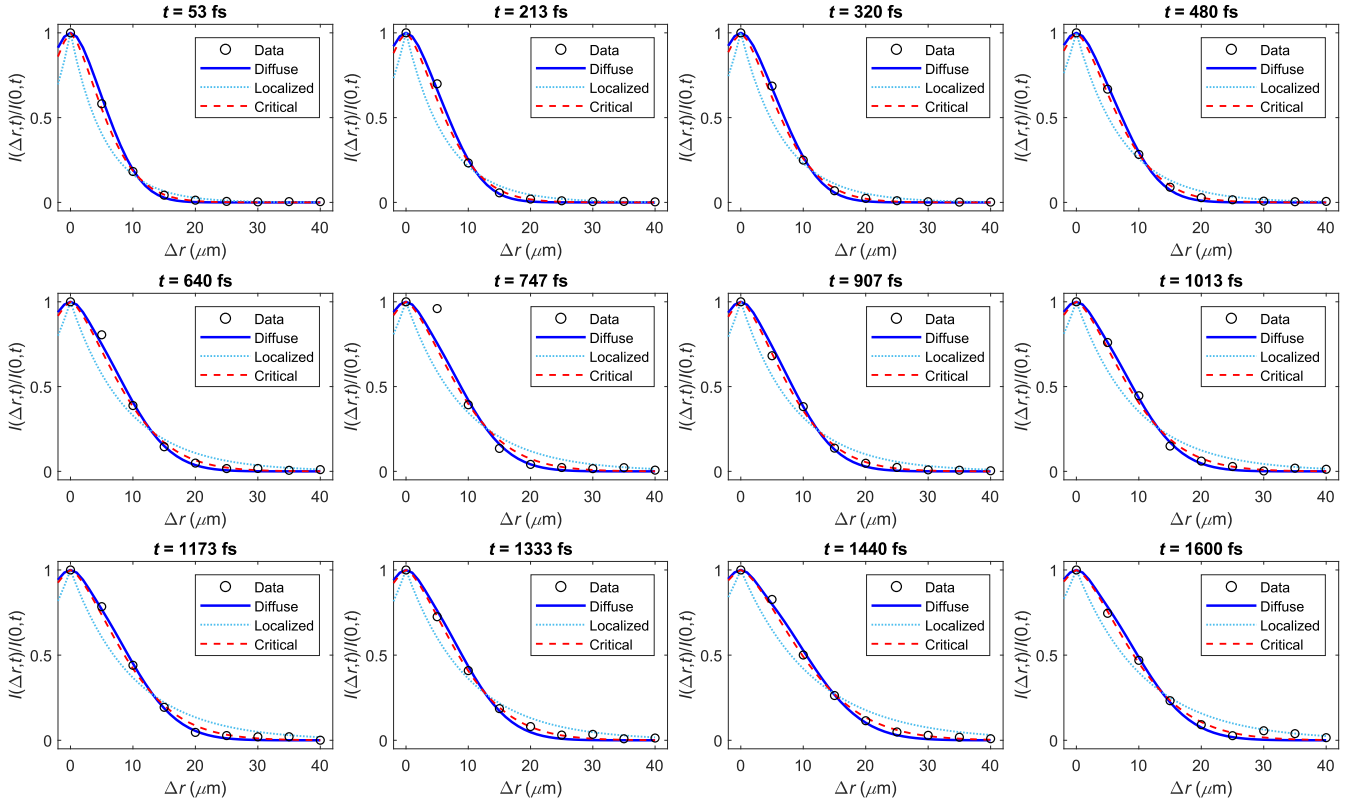 t = 53 fs
I(Δr,t)/I(0,t)
1
0.5
0
0 10 20 30 40
Δr (μm)
Data
Diffuse
Localized
Critical
t = 213 fs
I(Δr,t)/I(0,t)
1
0.5
0
0 10 20 30 40
Δr (μm)
Data
Diffuse
Localized
Critical
t = 320 fs
I(Δr,t)/I(0,t)
1
0.5
0
0 10 20 30 40
Δr (μm)
Data
Diffuse
Localized
Critical
t = 480 fs
I(Δr,t)/I(0,t)
1
0.5
0
0 10 20 30 40
Δr (μm)
Data
Diffuse
Localized
Critical
t = 640 fs
I(Δr,t)/I(0,t)
1
0.5
0
0 10 20 30 40
Δr (μm)
Data
Diffuse
Localized
Critical
t = 747 fs
I(Δr,t)/I(0,t)
1
0.5
0
0 10 20 30 40
Δr (μm)
Data
Diffuse
Localized
Critical
t = 907 fs
I(Δr,t)/I(0,t)
1
0.5
0
0 10 20 30 40
Δr (μm)
Data
Diffuse
Localized
Critical
t = 1013 fs
I(Δr,t)/I(0,t)
1
0.5
0
0 10 20 30 40
Δr (μm)
Data
Diffuse
Localized
Critical
t = 1173 fs
I(Δr,t)/I(0,t)
1
0.5
0
0 10 20 30 40
Δr (μm)
Data
Diffuse
Localized
Critical
t = 1333 fs
I(Δr,t)/I(0,t)
1
0.5
0
0 10 20 30 40
Δr (μm)
Data
Diffuse
Localized
Critical
t = 1440 fs
I(Δr,t)/I(0,t)
1
0.5
0
0 10 20 30 40
Δr (μm)
Data
Diffuse
Localized
Critical
t = 1600 fs
I(Δr,t)/I(0,t)
1
0.5
0
0 10 20 30 40
Δr (μm)
Data
Diffuse
Localized
Critical